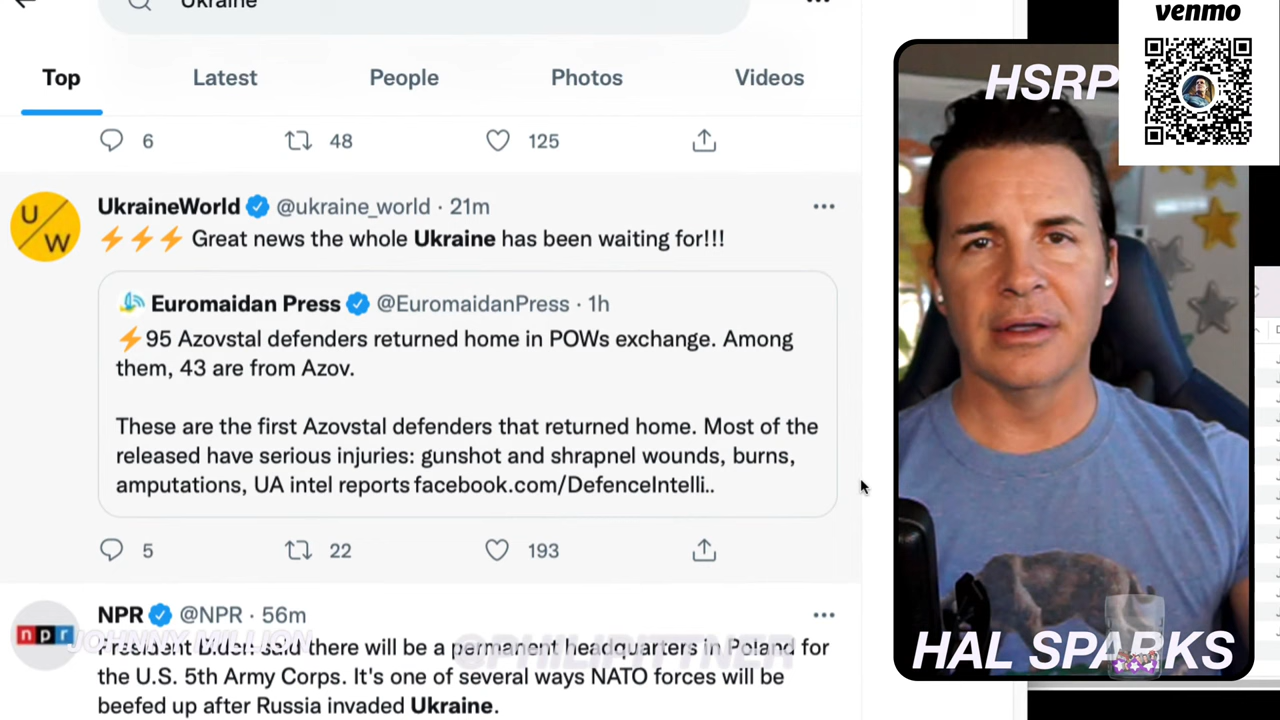 Ukraine
Top
Latest
People
Photos
Videos
6
48
125
UkraineWorld @ukraine_world · 21m
⚡⚡⚡ Great news the whole Ukraine has been waiting for!!!
Euromaidan Press @EuromaidanPress · 1h
⚡95 Azovstal defenders returned home in POWs exchange. Among
them, 43 are from Azov.
These are the first Azovstal defenders that returned home. Most of the
released have serious injuries: gunshot and shrapnel wounds, burns,
amputations, UA intel reports facebook.com/DefenceIntelli..
5
22
193
NPR @NPR · 56m
President Biden said there will be a permanent headquarters in Poland for
the U.S. 5th Army Corps. It's one of several ways NATO forces will be
beefed up after Russia invaded Ukraine.
U
W
npr
JOHNNY MILLION
@PHILIPITTNER
venmo
HSRP
HAL SPARKS